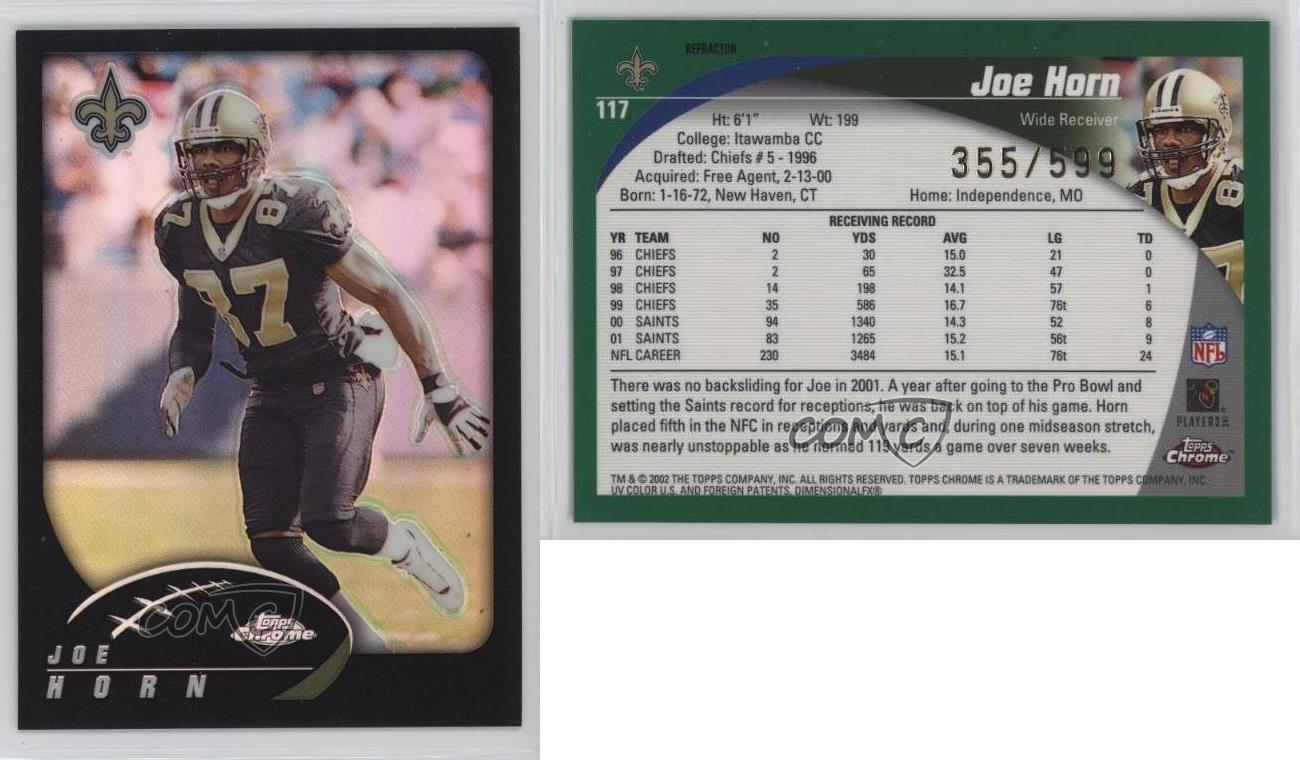 87
87
COMC
Topps
Chrome
JOE
HORN
REFRACTOR
117
Joe Horn
Wide Receiver
Ht: 6'1" Wt: 199
College: Itawamba CC
Drafted: Chiefs # 5 - 1996
355/599
Acquired: Free Agent, 2-13-00
Born: 1-16-72, New Haven, CT Home: Independence, MO
RECEIVING RECORD
YR TEAM NO YDS AVG LG TD
96 CHIEFS 2 30 15.0 21 0
97 CHIEFS 2 65 32.5 47 0
98 CHIEFS 14 198 14.1 57 1
99 CHIEFS 35 586 16.7 76t 6
00 SAINTS 94 1340 14.3 52 8
01 SAINTS 83 1265 15.2 56t 9
NFL CAREER 230 3484 15.1 76t 24
NFL
There was no backsliding for Joe in 2001. A year after going to the Pro Bowl and
setting the Saints record for receptions, he was back on top of his game. Horn
placed fifth in the NFC in receptions and yards and, during one midseason stretch,
was nearly unstoppable as he normed 119 yards a game over seven weeks.
COMC
PLAYERS INC
Topps
Chrome™
TM & © 2002 THE TOPPS COMPANY, INC. ALL RIGHTS RESERVED. TOPPS CHROME IS A TRADEMARK OF THE TOPPS COMPANY, INC.
UV COLOR U.S. AND FOREIGN PATENTS. DIMENSIONALFX®